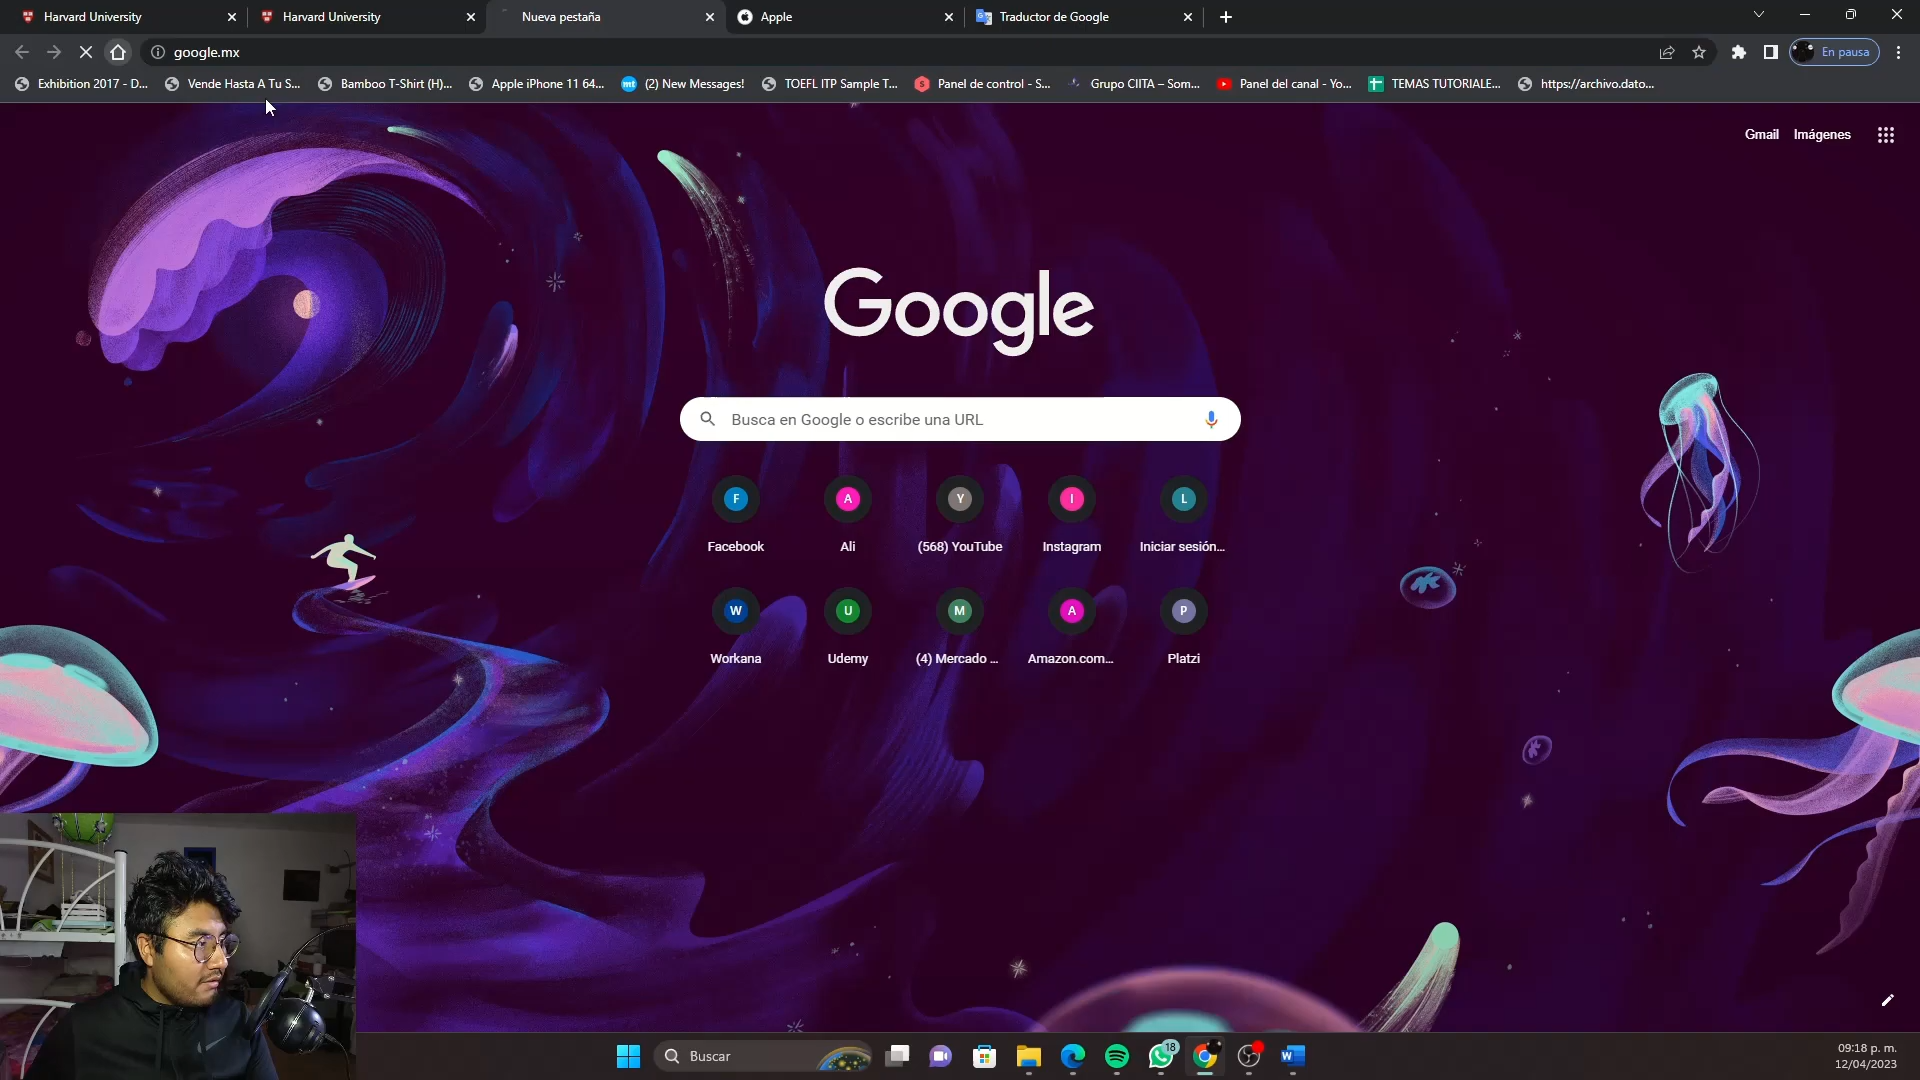 Harvard University
Harvard University
Nueva pestaña
Apple
Traductor de Google
google.mx
En pausa
Exhibition 2017 - D...
Vende Hasta A Tu S...
Bamboo T-Shirt (H)...
Apple iPhone 11 64...
mt
(2) New Messages!
TOEFL ITP Sample T...
Panel de control - S...
Grupo CIITA – Som...
Panel del canal - Yo...
TEMAS TUTORIALE...
https://archivo.dato...
Gmail
Imágenes
Google
Busca en Google o escribe una URL
F
A
Y
I
L
Facebook
Ali
(568) YouTube
Instagram
Iniciar sesión...
W
U
M
A
P
Workana
Udemy
(4) Mercado ...
Amazon.com...
Platzi
Buscar
18
09:18 p. m.
12/04/2023